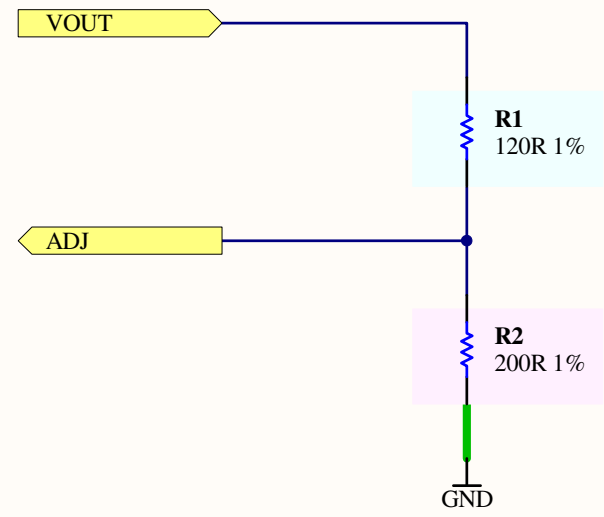 VOUT
R1
120R 1%
ADJ
R2
200R 1%
GND